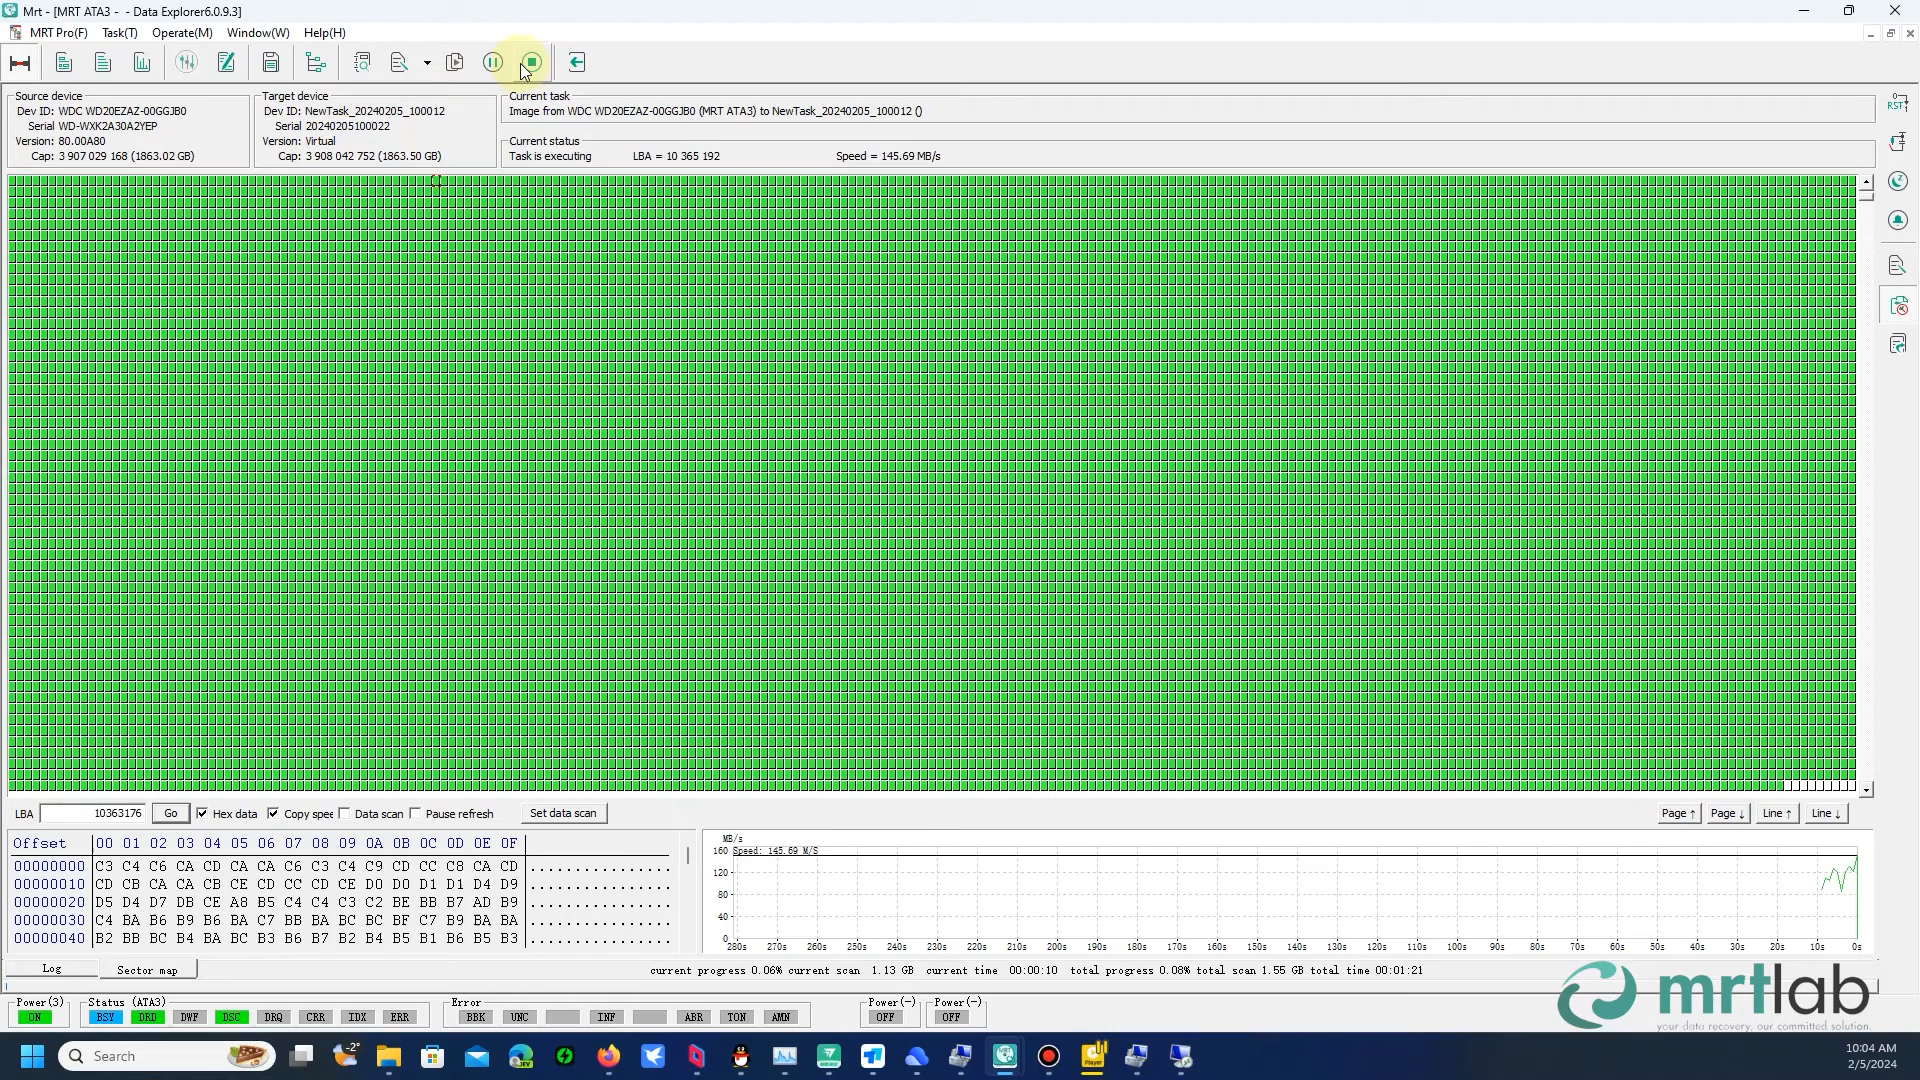 Mrt - [MRT ATA3 -  - Data Explorer6.0.9.3]
MRT Pro(F) Task(T) Operate(M) Window(W) Help(H)
Source device
Dev ID: WDC WD20EZAZ-00GGJB0
Serial WD-WXK2A30A2YEP
Version: 80.00A80
Cap: 3 907 029 168 (1863.02 GB)
Target device
Dev ID: NewTask_20240205_100012
Serial 20240205100022
Version: Virtual
Cap: 3 908 042 752 (1863.50 GB)
Current task
Image from WDC WD20EZAZ-00GGJB0 (MRT ATA3) to NewTask_20240205_100012 ()
Current status
Task is executing LBA = 10 365 192 Speed = 145.69 MB/s
RST
LBA 10363176 Go Hex data Copy spee Data scan Pause refresh Set data scan Page ↑ Page ↓ Line ↑ Line ↓
Offset 00 01 02 03 04 05 06 07 08 09 0A 0B 0C 0D 0E 0F
00000000 C3 C4 C6 CA CD CA CA C6 C3 C4 C9 CD CC C8 CA CD ................
00000010 CD CB CA CA CB CE CD CC CD CE D0 D0 D1 D1 D4 D9 ................
00000020 D5 D4 D7 DB CE A8 B5 C4 C4 C3 C2 BE BB B7 AD B9 ................
00000030 C4 BA B6 B9 B6 BA C7 BB BA BC BC BF C7 B9 BA BA ................
00000040 B2 BB BC B4 BA BC B3 B6 B7 B2 B4 B5 B1 B6 B5 B3 ................
MB/s
160 Speed: 145.69 M/S
120
80
40
0
280s 270s 260s 250s 240s 230s 220s 210s 200s 190s 180s 170s 160s 150s 140s 130s 120s 110s 100s 90s 80s 70s 60s 50s 40s 30s 20s 10s 0s
Log Sector map
current progress 0.06% current scan 1.13 GB current time 00:00:10 total progress 0.08% total scan 1.55 GB total time 00:01:21
Power(3) Status (ATA3) Error Power(-) Power(-)
ON BSY DRD DWF DSC DRQ CRR IDX ERR BBK UNC INF ABR TON AMN OFF OFF
mrtlab
your data recovery, our committed solution.
Search
-2°
DEV
Player
10:04 AM
2/5/2024